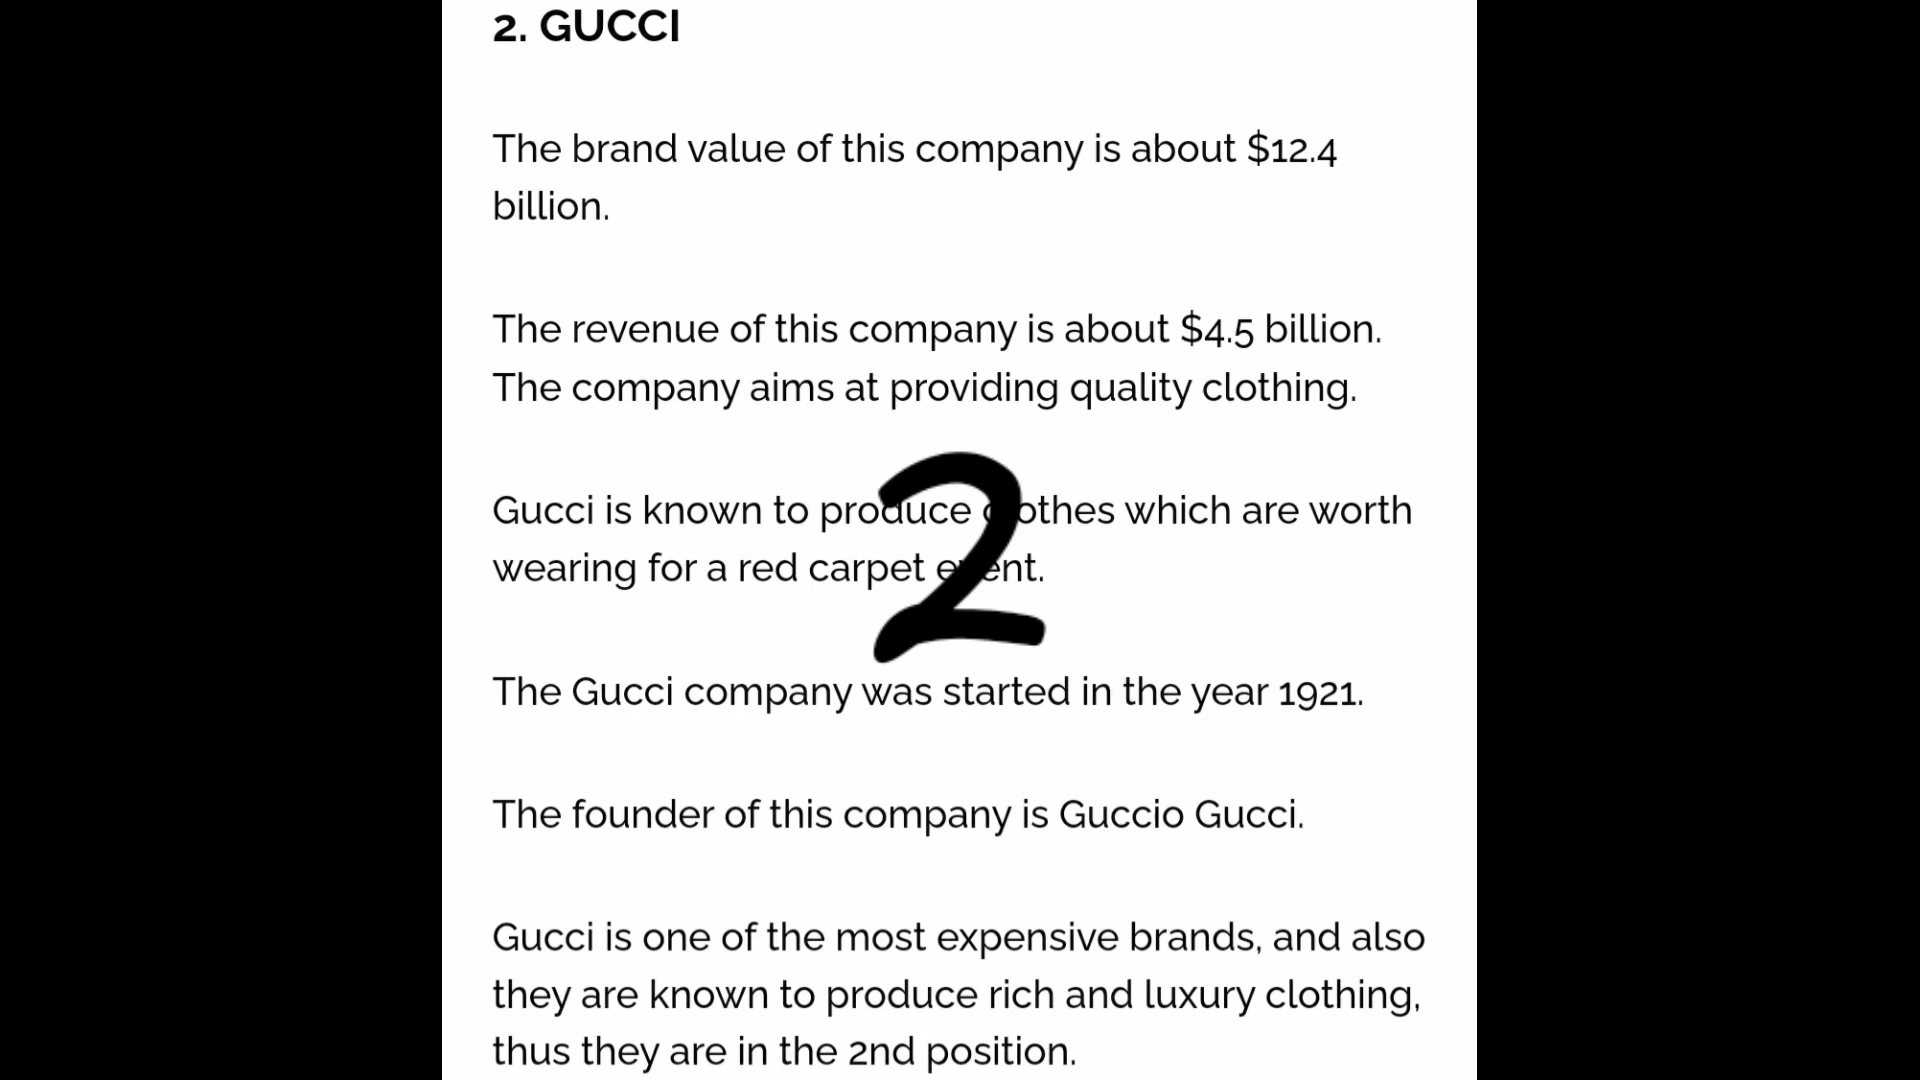 2. GUCCI
The brand value of this company is about $12.4
billion.
The revenue of this company is about $4.5 billion.
The company aims at providing quality clothing.
Gucci is known to produce clothes which are worth
wearing for a red carpet event.
2
The Gucci company was started in the year 1921.
The founder of this company is Guccio Gucci.
Gucci is one of the most expensive brands, and also
they are known to produce rich and luxury clothing,
thus they are in the 2nd position.